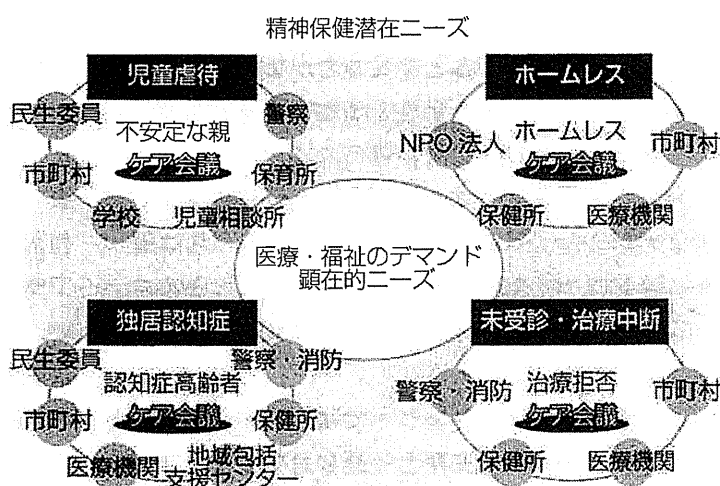 精神保健潜在ニーズ
児童虐待
民生委員
警察
不安定な親
市町村
ケア会議
保育所
学校
児童相談所
ホームレス
NPO法人
ホームレス
市町村
ケア会議
保健所
医療機関
医療・福祉のデマンド
顕在的ニーズ
独居認知症
民生委員
警察・消防
認知症高齢者
市町村
ケア会議
保健所
医療機関
地域包括
支援センター
未受診・治療中断
警察・消防
治療拒否
市町村
ケア会議
保健所
医療機関